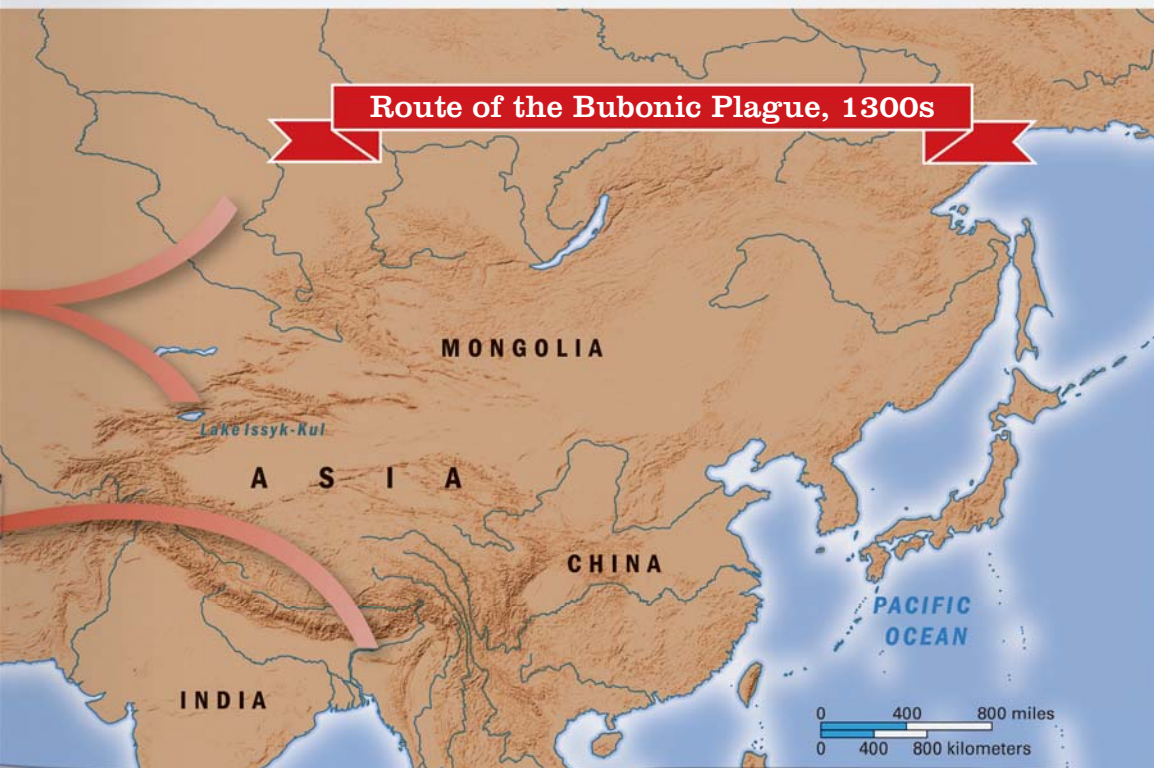 Route of the Bubonic Plague, 1300s
MONGOLIA
Lake Issyk-Kul
ASIA
CHINA
PACIFIC
OCEAN
INDIA
0 400 800 miles
0 400 800 kilometers